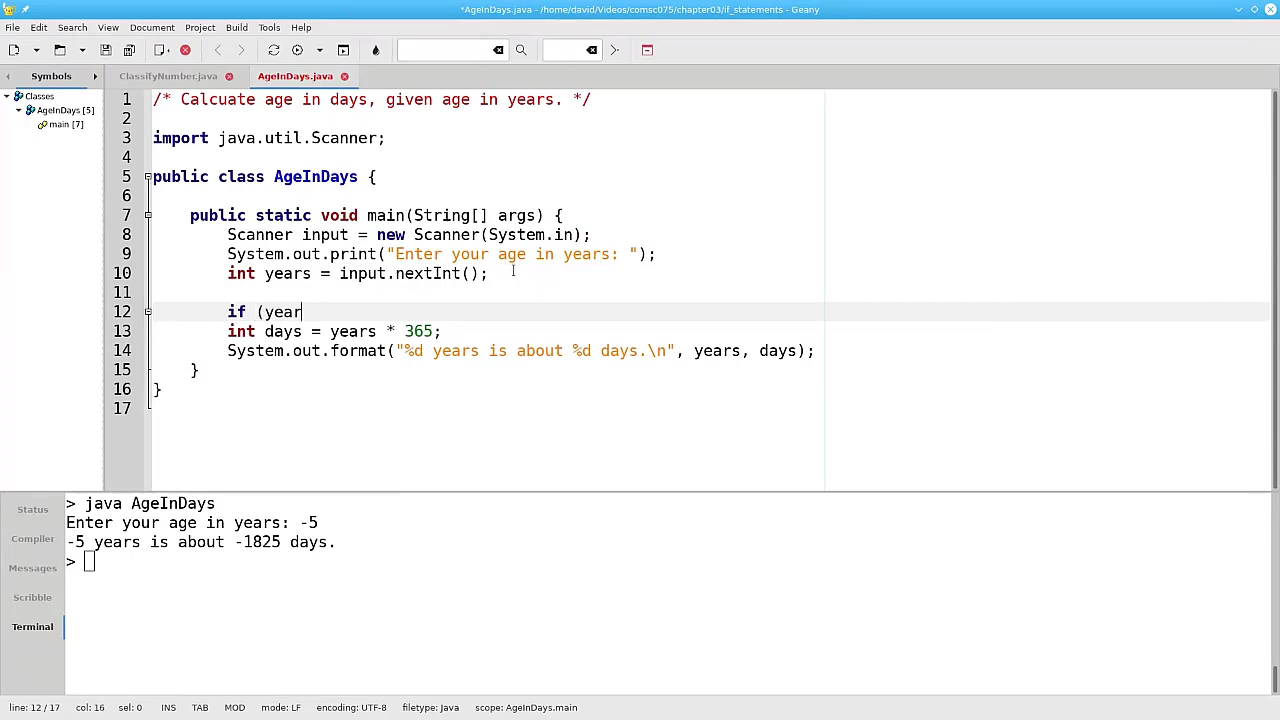 *AgeInDays.java - /home/david/Videos/comsc075/chapter03/if_statements - Geany
File Edit Search View Document Project Build Tools Help
Symbols ClassifyNumber.java AgeInDays.java
Classes
AgeInDays [5]
main [7]
1 /* Calcuate age in days, given age in years. */
2
3 import java.util.Scanner;
4
5 public class AgeInDays {
6
7 public static void main(String[] args) {
8 Scanner input = new Scanner(System.in);
9 System.out.print("Enter your age in years: ");
10 int years = input.nextInt();
11
12 if (year
13 int days = years * 365;
14 System.out.format("%d years is about %d days.\n", years, days);
15 }
16 }
17
Status
Compiler
Messages
Scribble
Terminal
> java AgeInDays
Enter your age in years: -5
-5 years is about -1825 days.
>
line: 12 / 17 col: 16 sel: 0 INS TAB MOD mode: LF encoding: UTF-8 filetype: Java scope: AgeInDays.main